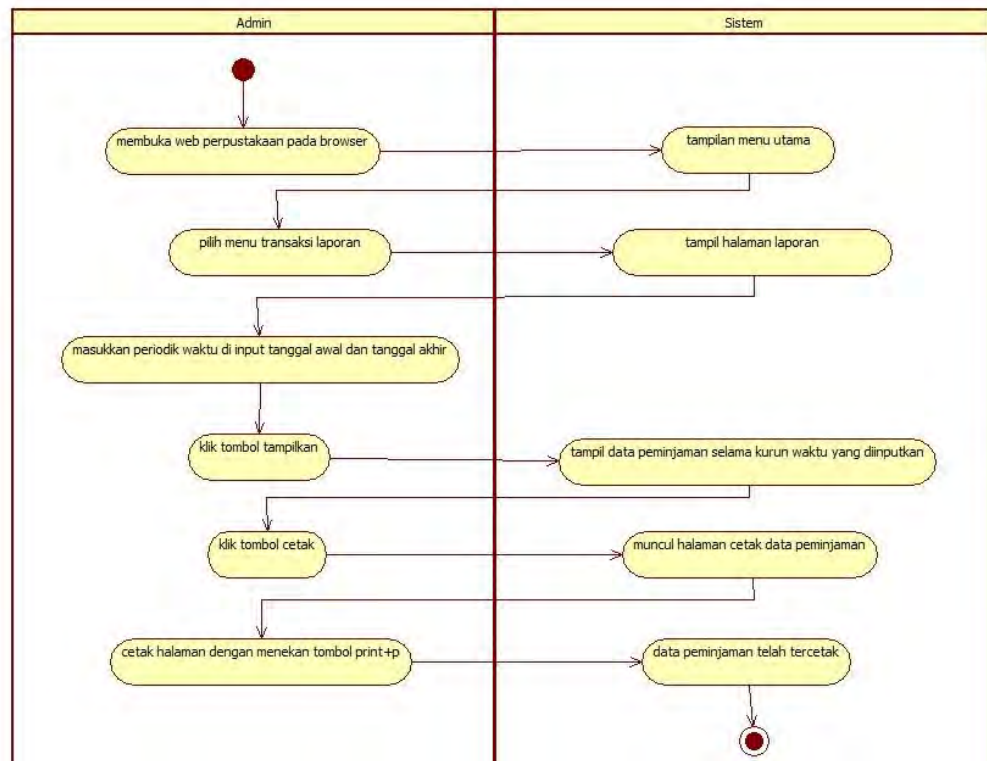 Admin
Sistem
membuka web perpustakaan pada browser
tampilan menu utama
pilih menu transaksi laporan
tampil halaman laporan
masukkan periodik waktu di input tanggal awal dan tanggal akhir
klik tombol tampilkan
tampil data peminjaman selama kurun waktu yang diinputkan
klik tombol cetak
muncul halaman cetak data peminjaman
cetak halaman dengan menekan tombol print+p
data peminjaman telah tercetak